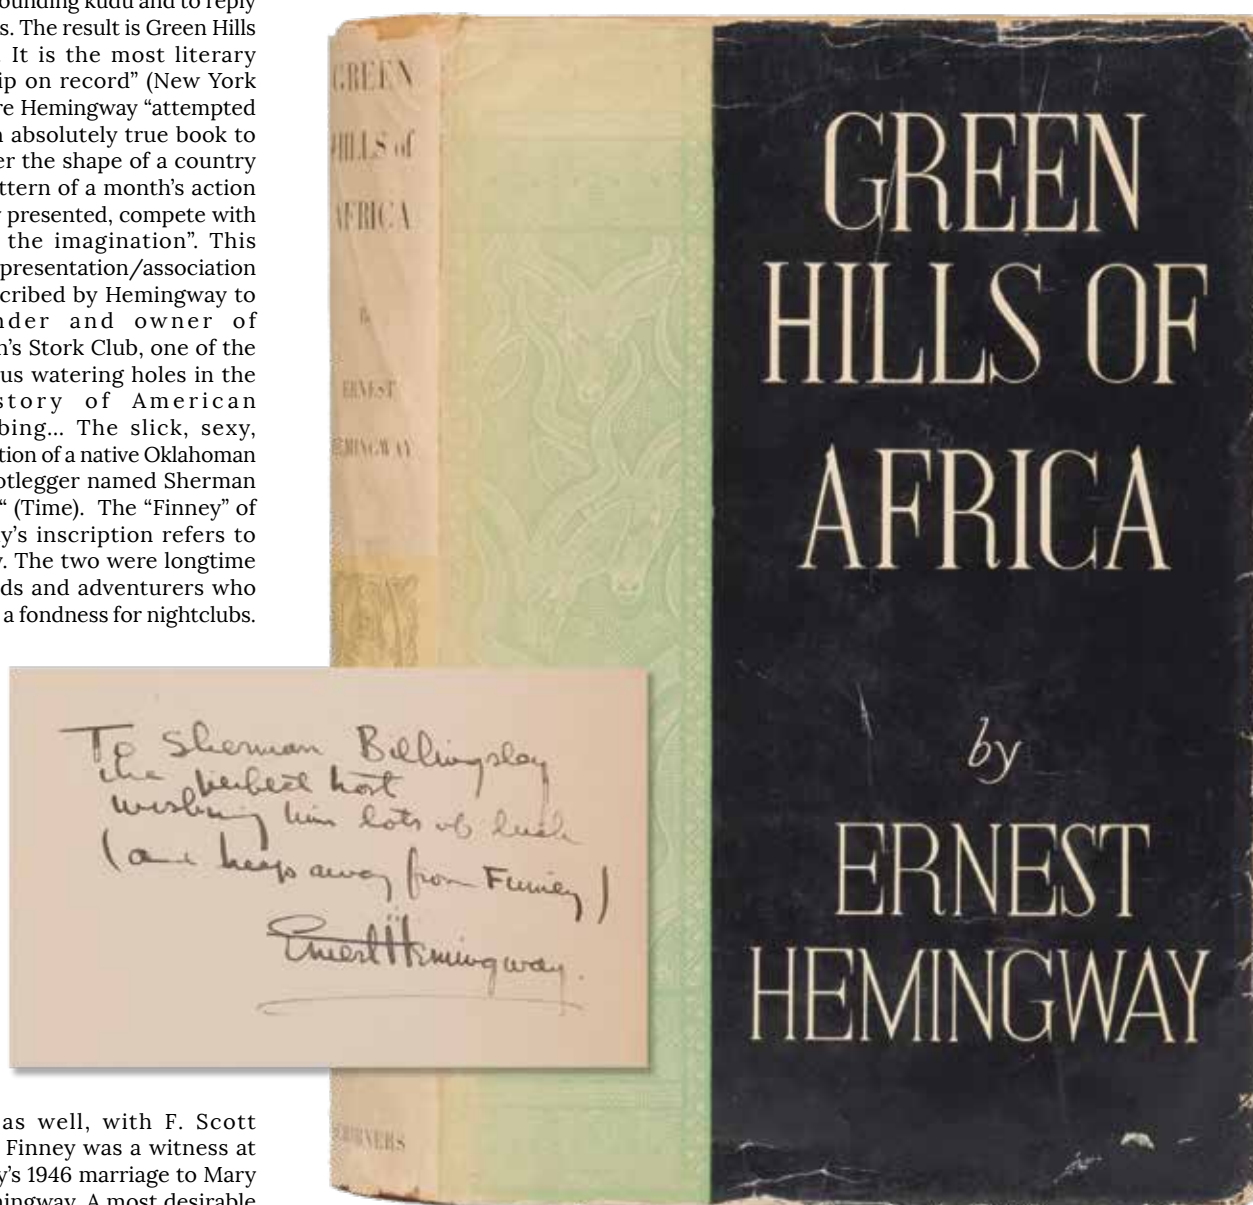 ounding kudu and to reply
s. The result is Green Hills
It is the most literary
ip on record” (New York
re Hemingway “attempted
n absolutely true book to
er the shape of a country
ttern of a month’s action
presented, compete with
the imagination”. This
presentation/association
cribed by Hemingway to
nder and owner of
n’s Stork Club, one of the
us watering holes in the
story of American
bing... The slick, sexy,
tion of a native Oklahoman
otlegger named Sherman
“ (Time). The “Finney” of
y’s inscription refers to
y. The two were longtime
ds and adventurers who
a fondness for nightclubs.
as well, with F. Scott
Finney was a witness at
y’s 1946 marriage to Mary
mingway. A most desirable
GREEN
HILLS of
AFRICA
By
ERNEST
HEMINGWAY
SCRIBNERS
To Sherman Billingsley
the perfect host
wishing him lots of luck
(and keep away from Finney)
Ernest Hemingway.
GREEN
HILLS OF
AFRICA
by
ERNEST
HEMINGWAY